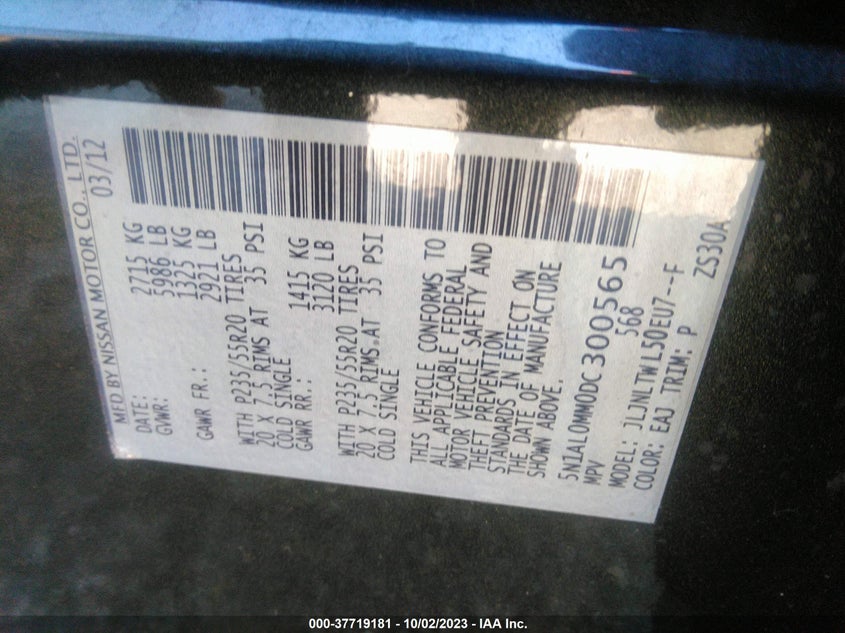 MFD BY NISSAN MOTOR CO., LTD.
DATE: 03/12
GVWR: 2715 KG
5986 LB
GAWR FR.: 1325 KG
2921 LB
WITH P235/55R20 TIRES
20 X 7.5 RIMS AT 35 PSI
COLD SINGLE
GAWR RR.: 1415 KG
3120 LB
WITH P235/55R20 TIRES
20 X 7.5 RIMS AT 35 PSI
COLD SINGLE
THIS VEHICLE CONFORMS TO
ALL APPLICABLE FEDERAL
MOTOR VEHICLE SAFETY AND
THEFT PREVENTION
STANDARDS IN EFFECT ON
THE DATE OF MANUFACTURE
SHOWN ABOVE.
5N1AL0MM0DC300565
MPV 568
MODEL: JLJNLTWL50EU7--F
COLOR: EAJ TRIM: P ZS30A
000-37719181 - 10/02/2023 - IAA Inc.